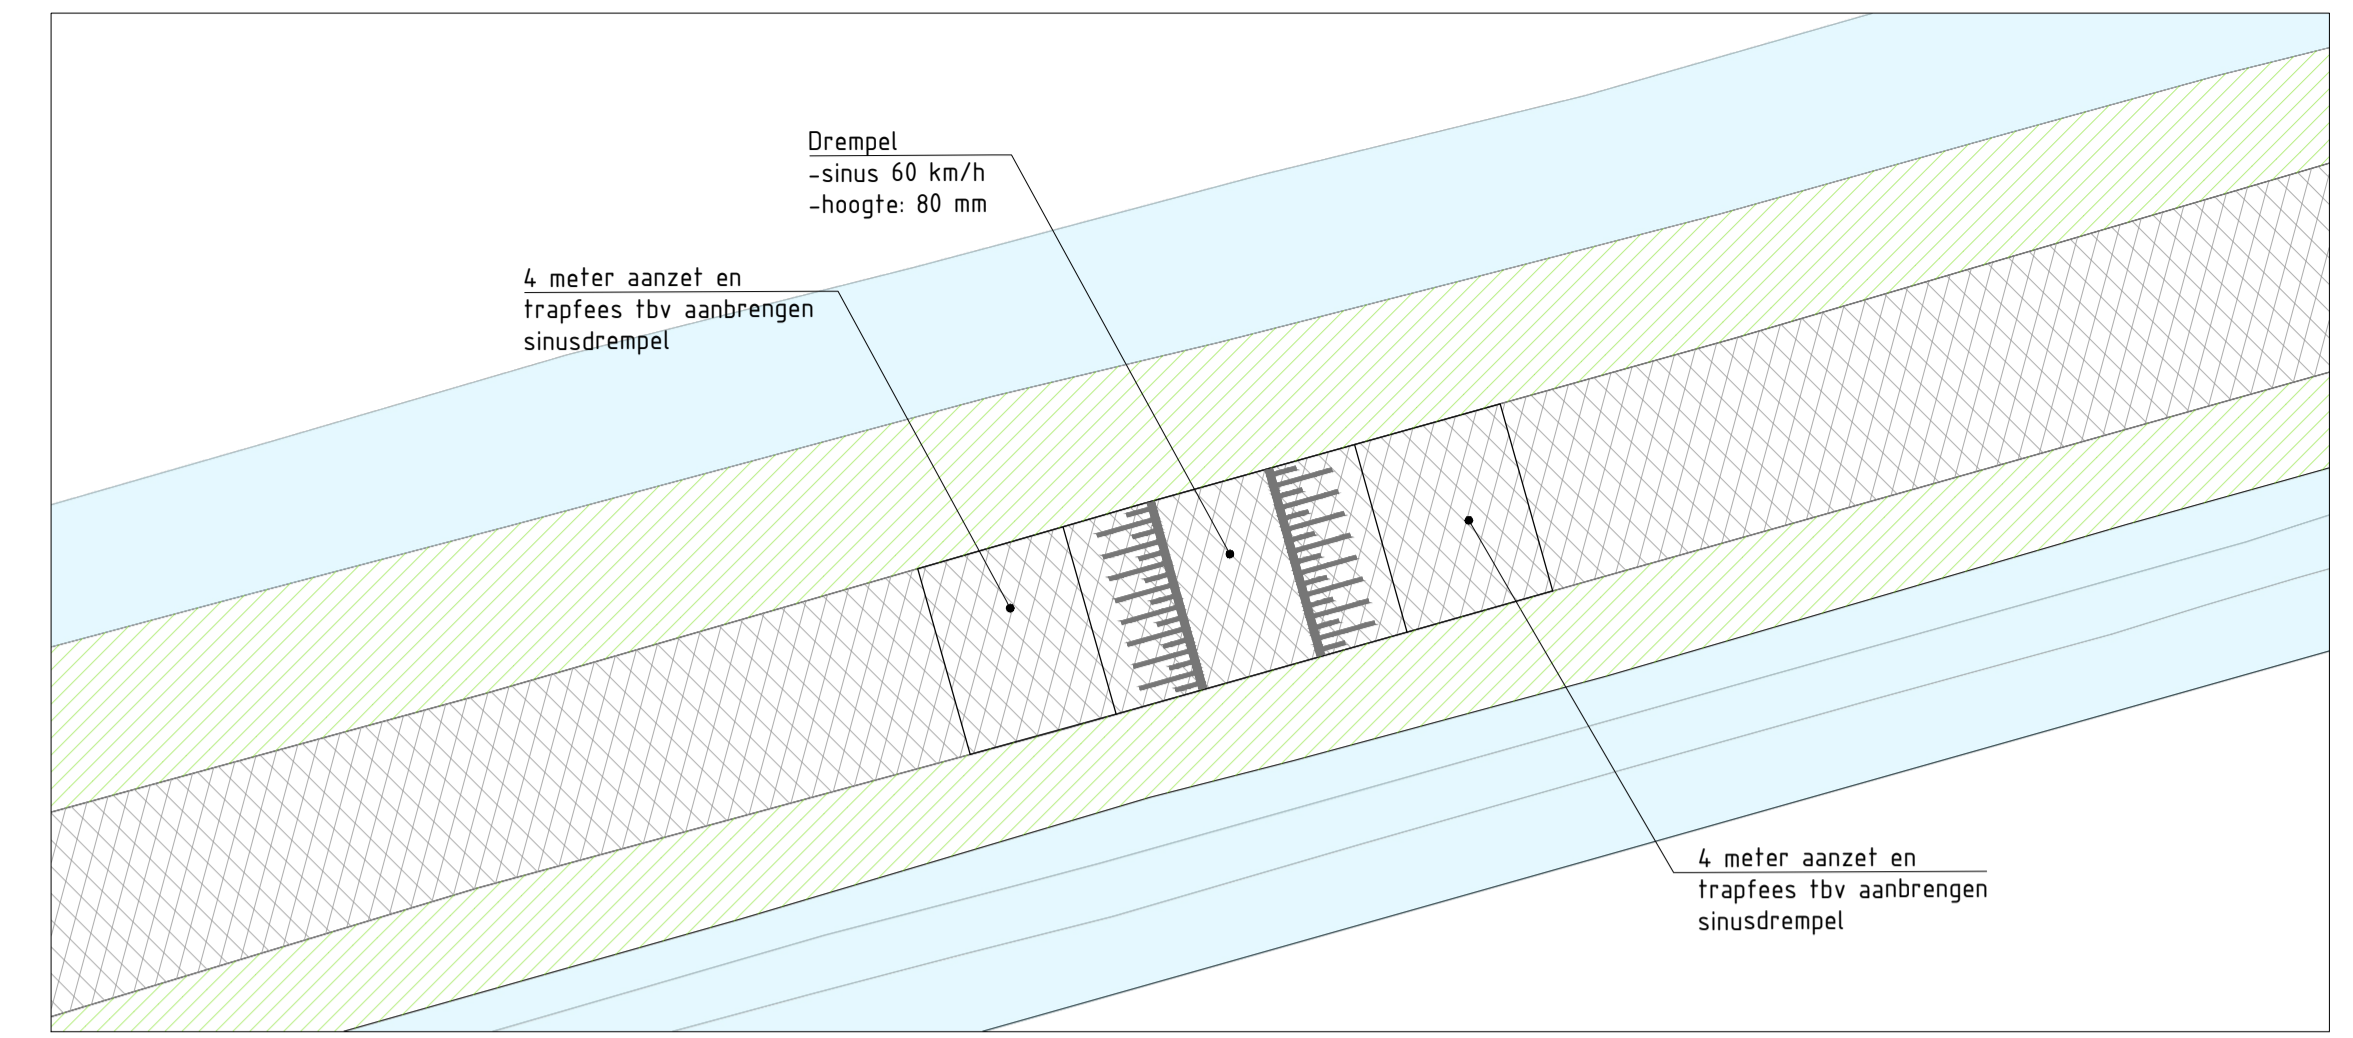 Drempel
-sinus 60 km/h
-hoogte: 80 mm
4 meter aanzet en
trapfees tbv aanbrengen
sinusdrempel
4 meter aanzet en
trapfees tbv aanbrengen
sinusdrempel